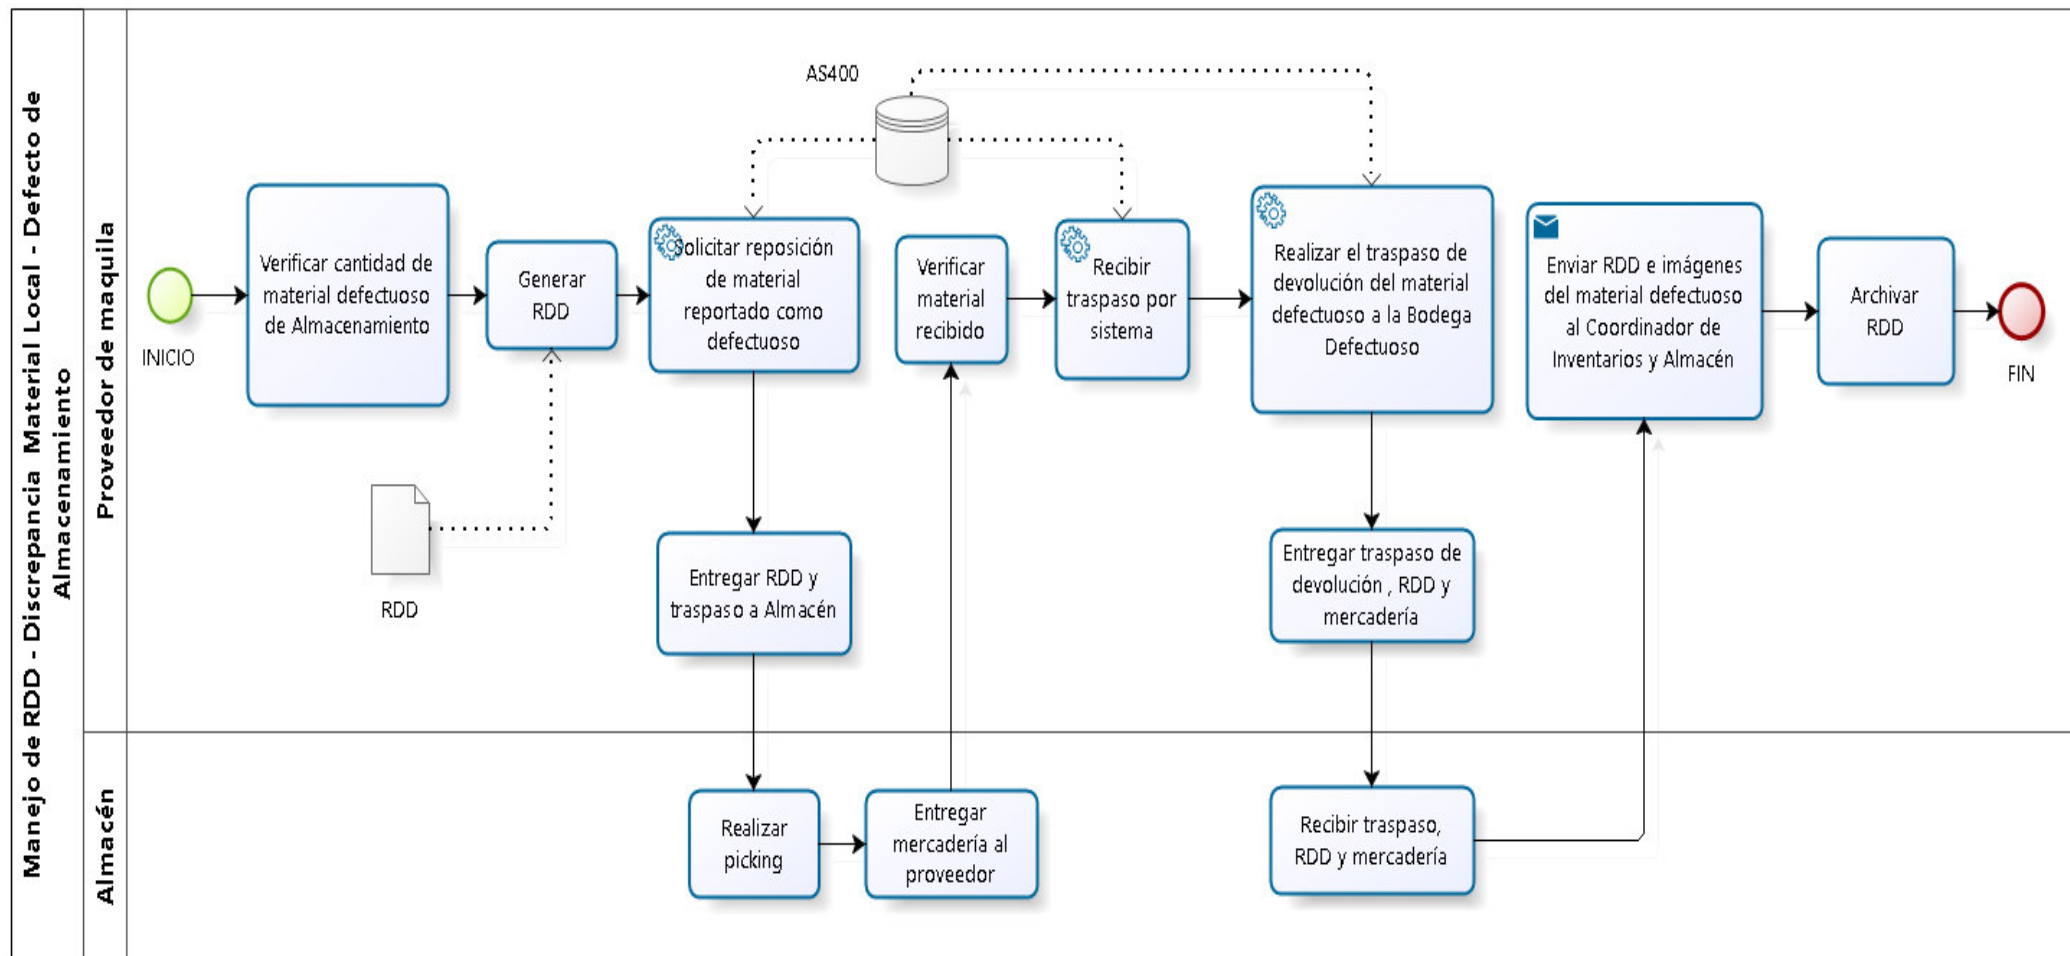 Manejo de RDD - Discrepancia Material Local - Defecto de
Almacenamiento
Proveedor de maquila
Almacén
AS400
INICIO
Verificar cantidad de
material defectuoso
de Almacenamiento
Generar
RDD
RDD
Solicitar reposición
de material
reportado como
defectuoso
Entregar RDD y
traspaso a Almacén
Realizar
picking
Entregar
mercadería al
proveedor
Verificar
material
recibido
Recibir
traspaso por
sistema
Realizar el traspaso de
devolución del material
defectuoso a la Bodega
Defectuoso
Entregar traspaso de
devolución , RDD y
mercadería
Recibir traspaso,
RDD y mercadería
Enviar RDD e imágenes
del material defectuoso
al Coordinador de
Inventarios y Almacén
Archivar
RDD
FIN